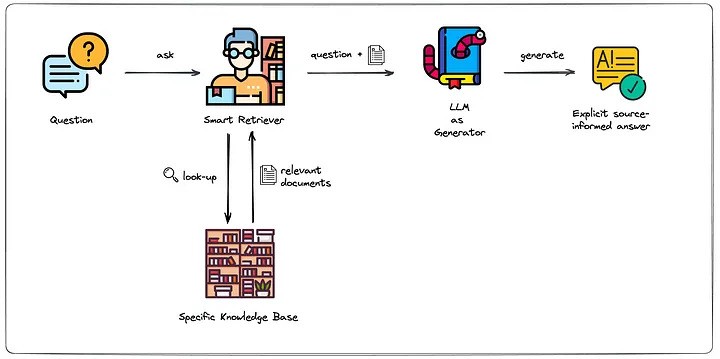 ?
ask
question +
generate
A!
Question
Smart Retriever
LLM
as
Generator
Explicit source-
informed answer
look-up
relevant
documents
Specific Knowledge Base